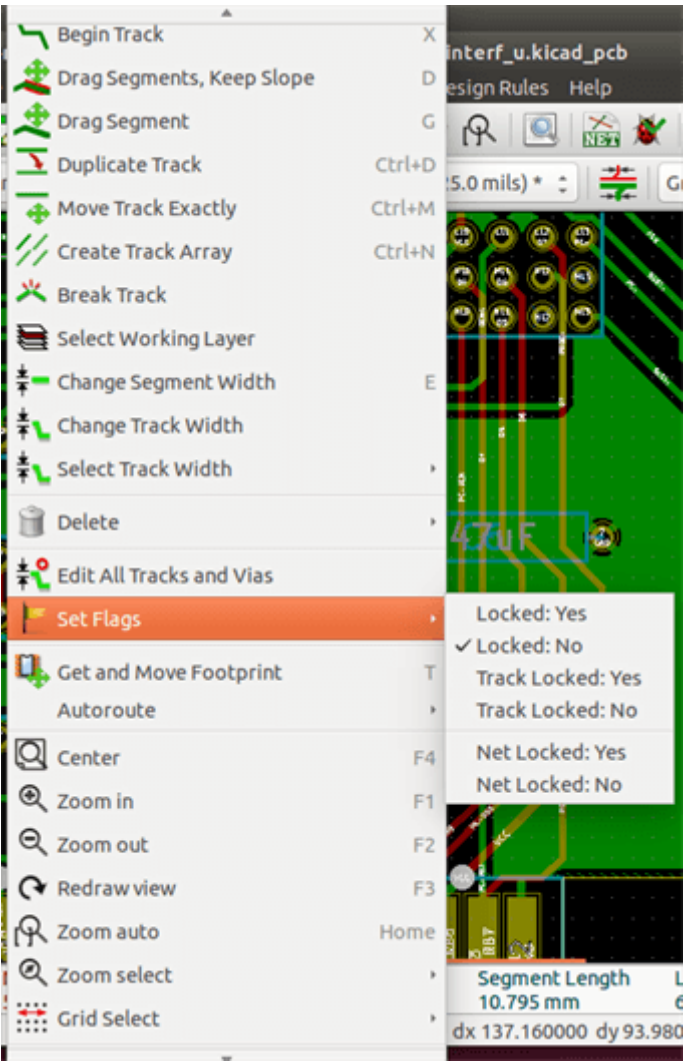 Begin Track X
Drag Segments, Keep Slope D
Drag Segment G
Duplicate Track Ctrl+D
Move Track Exactly Ctrl+M
Create Track Array Ctrl+N
Break Track
Select Working Layer
Change Segment Width E
Change Track Width
Select Track Width
Delete
Edit All Tracks and Vias
Set Flags
Get and Move Footprint T
Autoroute
Center F4
Zoom in F1
Zoom out F2
Redraw view F3
Zoom auto Home
Zoom select
Grid Select
interf_u.kicad_pcb
esign Rules Help
NET
25.0 mils) *
47uF
Locked: Yes
✓ Locked: No
Track Locked: Yes
Track Locked: No
Net Locked: Yes
Net Locked: No
VCC
RB7
Segment Length
10.795 mm
dx 137.160000 dy 93.980